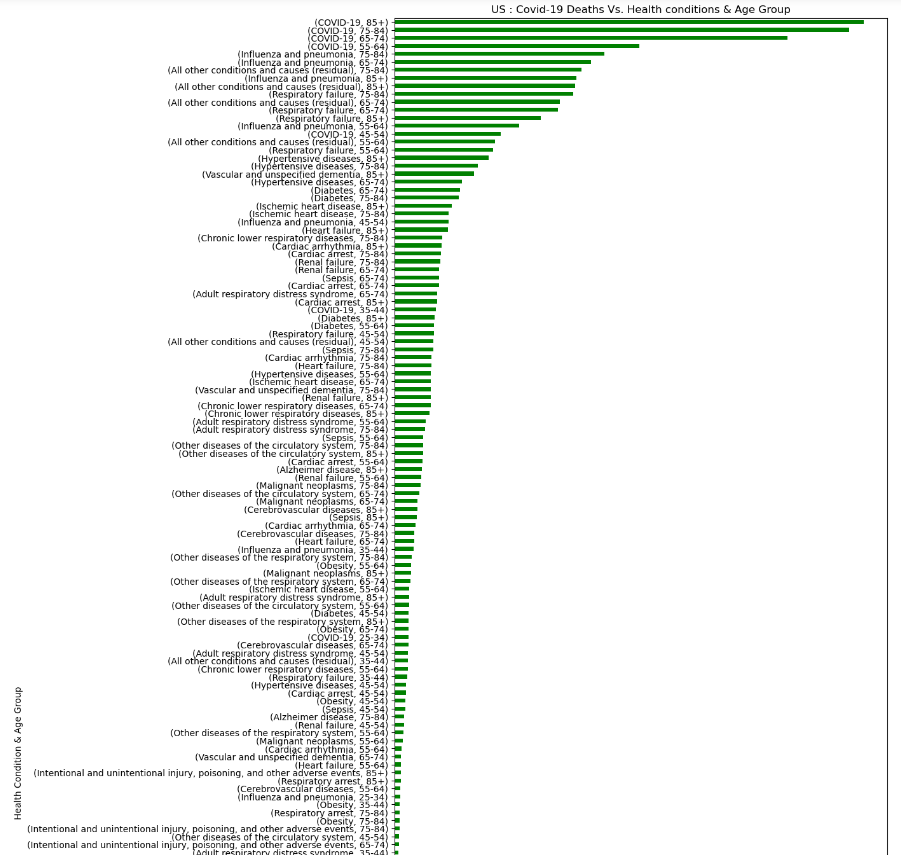 US : Covid-19 Deaths Vs. Health conditions & Age Group
(COVID-19, 85+)
(COVID-19, 75-84)
(COVID-19, 65-74)
(COVID-19, 55-64)
(Influenza and pneumonia, 75-84)
(Influenza and pneumonia, 65-74)
(All other conditions and causes (residual), 75-84)
(Influenza and pneumonia, 85+)
(All other conditions and causes (residual), 85+)
(Respiratory failure, 75-84)
(All other conditions and causes (residual), 65-74)
(Respiratory failure, 65-74)
(Respiratory failure, 85+)
(Influenza and pneumonia, 55-64)
(COVID-19, 45-54)
(All other conditions and causes (residual), 55-64)
(Respiratory failure, 55-64)
(Hypertensive diseases, 85+)
(Hypertensive diseases, 75-84)
(Vascular and unspecified dementia, 85+)
(Hypertensive diseases, 65-74)
(Diabetes, 65-74)
(Diabetes, 75-84)
(Ischemic heart disease, 85+)
(Ischemic heart disease, 75-84)
(Influenza and pneumonia, 45-54)
(Heart failure, 85+)
(Chronic lower respiratory diseases, 75-84)
(Cardiac arrhythmia, 85+)
(Cardiac arrest, 75-84)
(Renal failure, 75-84)
(Renal failure, 65-74)
(Sepsis, 65-74)
(Cardiac arrest, 65-74)
(Adult respiratory distress syndrome, 65-74)
(Cardiac arrest, 85+)
(COVID-19, 35-44)
(Diabetes, 85+)
(Diabetes, 55-64)
(Respiratory failure, 45-54)
(All other conditions and causes (residual), 45-54)
(Sepsis, 75-84)
(Cardiac arrhythmia, 75-84)
(Heart failure, 75-84)
(Hypertensive diseases, 55-64)
(Ischemic heart disease, 65-74)
(Vascular and unspecified dementia, 75-84)
(Renal failure, 85+)
(Chronic lower respiratory diseases, 65-74)
(Chronic lower respiratory diseases, 85+)
(Adult respiratory distress syndrome, 55-64)
(Adult respiratory distress syndrome, 75-84)
(Sepsis, 55-64)
(Other diseases of the circulatory system, 75-84)
(Other diseases of the circulatory system, 85+)
(Cardiac arrest, 55-64)
(Alzheimer disease, 85+)
(Renal failure, 55-64)
(Malignant neoplasms, 75-84)
(Other diseases of the circulatory system, 65-74)
(Malignant neoplasms, 65-74)
(Cerebrovascular diseases, 85+)
(Sepsis, 85+)
(Cardiac arrhythmia, 65-74)
(Cerebrovascular diseases, 75-84)
(Heart failure, 65-74)
(Influenza and pneumonia, 35-44)
(Other diseases of the respiratory system, 75-84)
(Obesity, 55-64)
(Malignant neoplasms, 85+)
(Other diseases of the respiratory system, 65-74)
(Ischemic heart disease, 55-64)
(Adult respiratory distress syndrome, 85+)
(Other diseases of the circulatory system, 55-64)
(Diabetes, 45-54)
(Other diseases of the respiratory system, 85+)
(Obesity, 65-74)
(COVID-19, 25-34)
(Cerebrovascular diseases, 65-74)
(Adult respiratory distress syndrome, 45-54)
(All other conditions and causes (residual), 35-44)
(Chronic lower respiratory diseases, 55-64)
(Respiratory failure, 35-44)
(Hypertensive diseases, 45-54)
(Cardiac arrest, 45-54)
(Obesity, 45-54)
(Sepsis, 45-54)
(Alzheimer disease, 75-84)
(Renal failure, 45-54)
(Other diseases of the respiratory system, 55-64)
(Malignant neoplasms, 55-64)
(Cardiac arrhythmia, 55-64)
(Vascular and unspecified dementia, 65-74)
(Heart failure, 55-64)
(Intentional and unintentional injury, poisoning, and other adverse events, 85+)
(Respiratory arrest, 85+)
(Cerebrovascular diseases, 55-64)
(Influenza and pneumonia, 25-34)
(Obesity, 35-44)
(Respiratory arrest, 75-84)
(Obesity, 75-84)
(Intentional and unintentional injury, poisoning, and other adverse events, 75-84)
(Other diseases of the circulatory system, 45-54)
(Intentional and unintentional injury, poisoning, and other adverse events, 65-74)
(Adult respiratory distress syndrome, 35-44)
Health Condition & Age Group